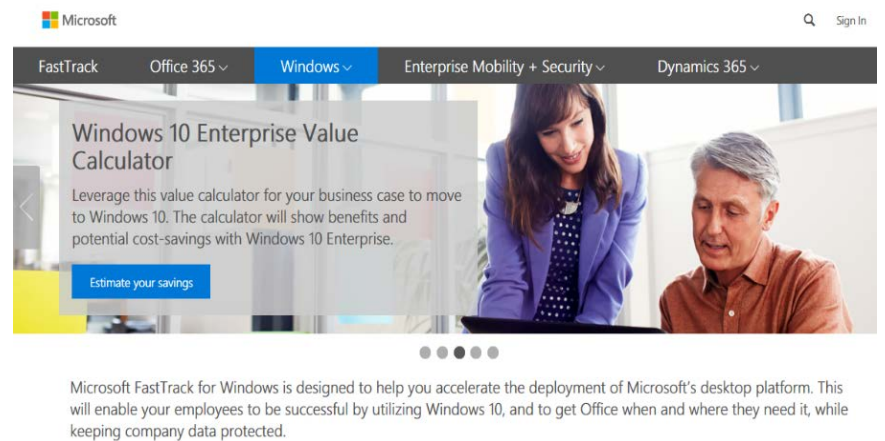 Microsoft
Sign In
FastTrack Office 365 Windows Enterprise Mobility + Security Dynamics 365
Windows 10 Enterprise Value
Calculator
Leverage this value calculator for your business case to move
to Windows 10. The calculator will show benefits and
potential cost-savings with Windows 10 Enterprise.
Estimate your savings
Microsoft FastTrack for Windows is designed to help you accelerate the deployment of Microsoft's desktop platform. This
will enable your employees to be successful by utilizing Windows 10, and to get Office when and where they need it, while
keeping company data protected.